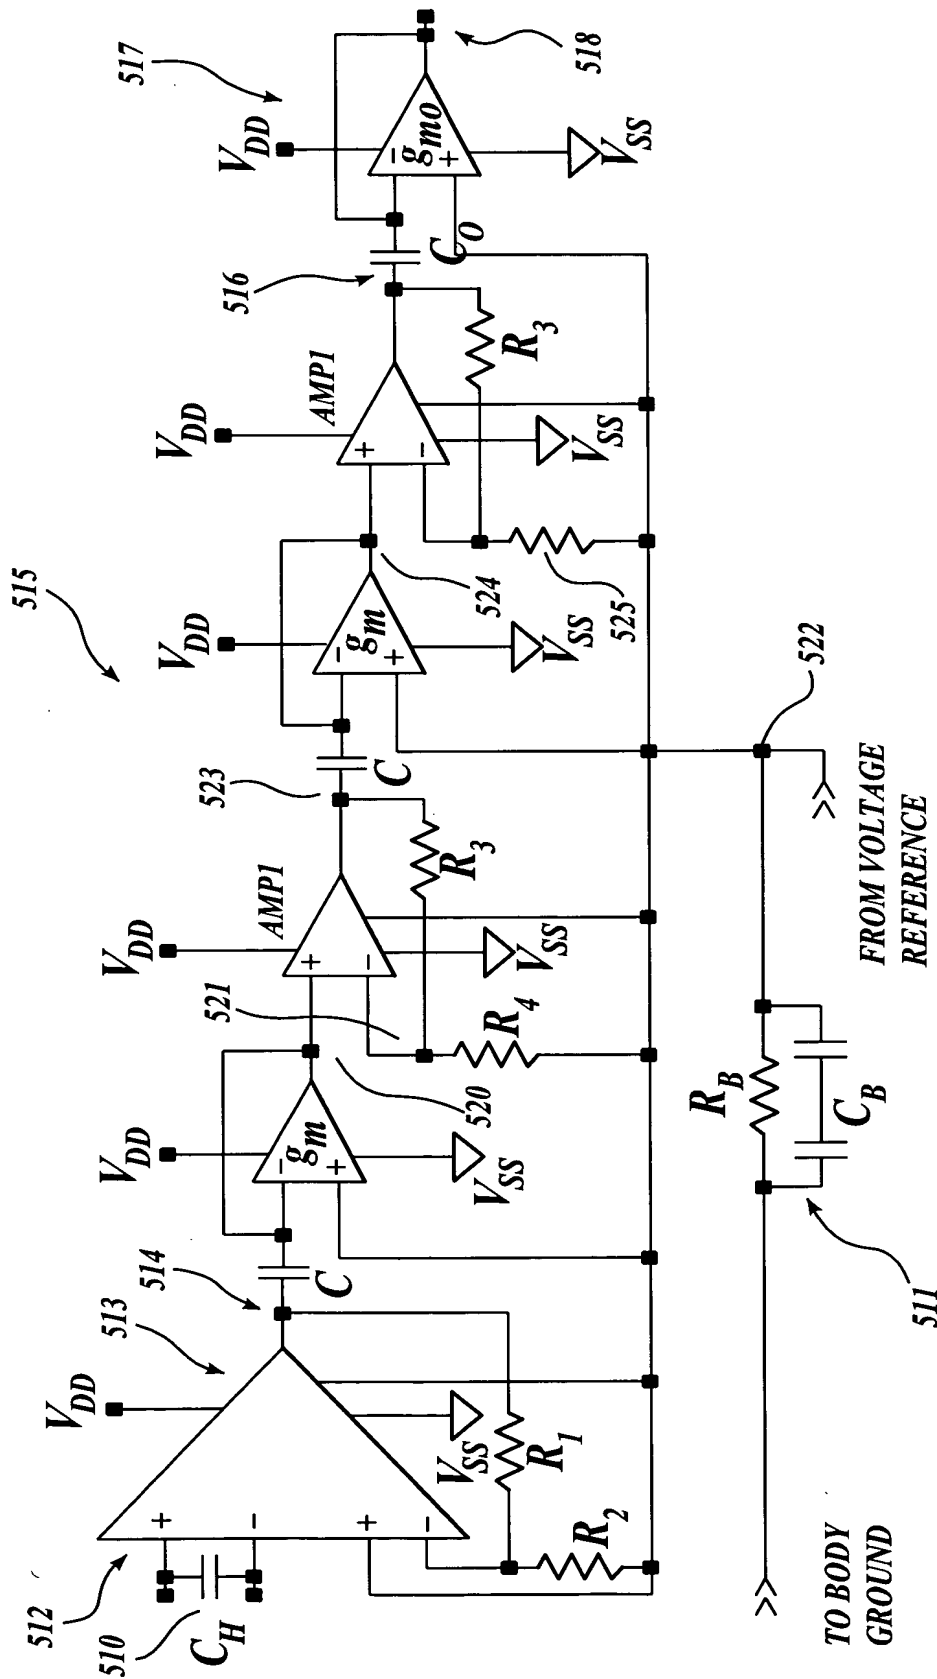 515
517
V_DD
V_DD
V_DD
V_DD
V_DD
V_DD
513
514
512
510
C_H
+
−
+
−
V_SS
R_1
R_2
C
−
g_m
+
V_SS
520
521
AMP1
+
−
V_SS
R_4
R_3
523
C
−
g_m
+
V_SS
524
525
AMP1
+
−
V_SS
R_3
516
C_O
−
g_mo
+
V_SS
518
522
FROM VOLTAGE
REFERENCE
R_B
C_B
511
TO BODY
GROUND